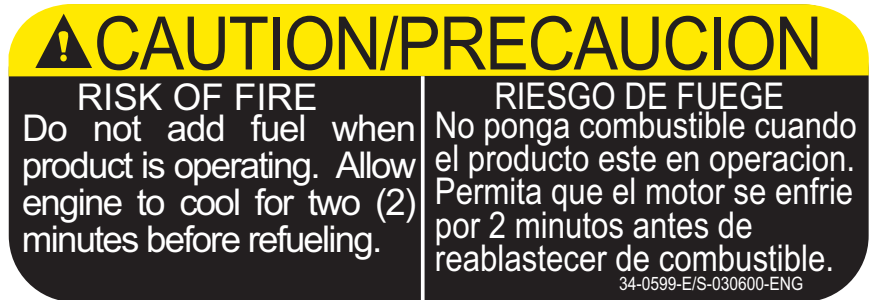 CAUTION/PRECAUCION
RISK OF FIRE
Do not add fuel when
product is operating. Allow
engine to cool for two (2)
minutes before refueling.
RIESGO DE FUEGE
No ponga combustible cuando
el producto este en operacion.
Permita que el motor se enfrie
por 2 minutos antes de
reablastecer de combustible.
34-0599-E/S-030600-ENG